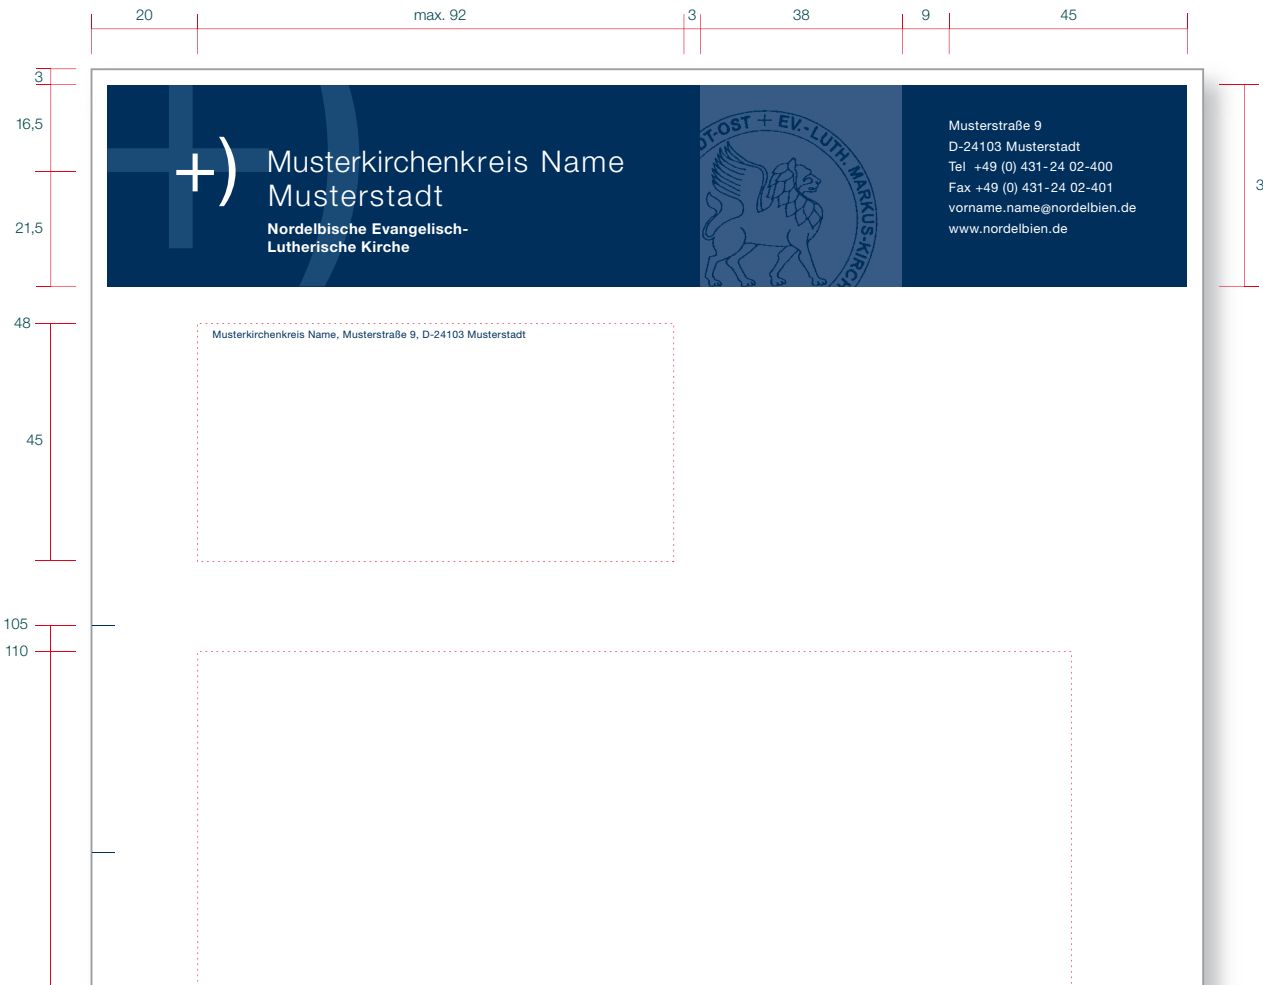 20 max. 92 3 38 9 45
3
16,5
21,5
48
45
105
110
+) Musterkirchenkreis Name
Musterstadt
Nordelbische Evangelisch-
Lutherische Kirche
T-OST + EV.-LUTH. MARKUS-KIRCH
Musterstraße 9
D-24103 Musterstadt
Tel +49 (0) 431-24 02-400
Fax +49 (0) 431-24 02-401
vorname.name@nordelbien.de
www.nordelbien.de
3
Musterkirchenkreis Name, Musterstraße 9, D-24103 Musterstadt